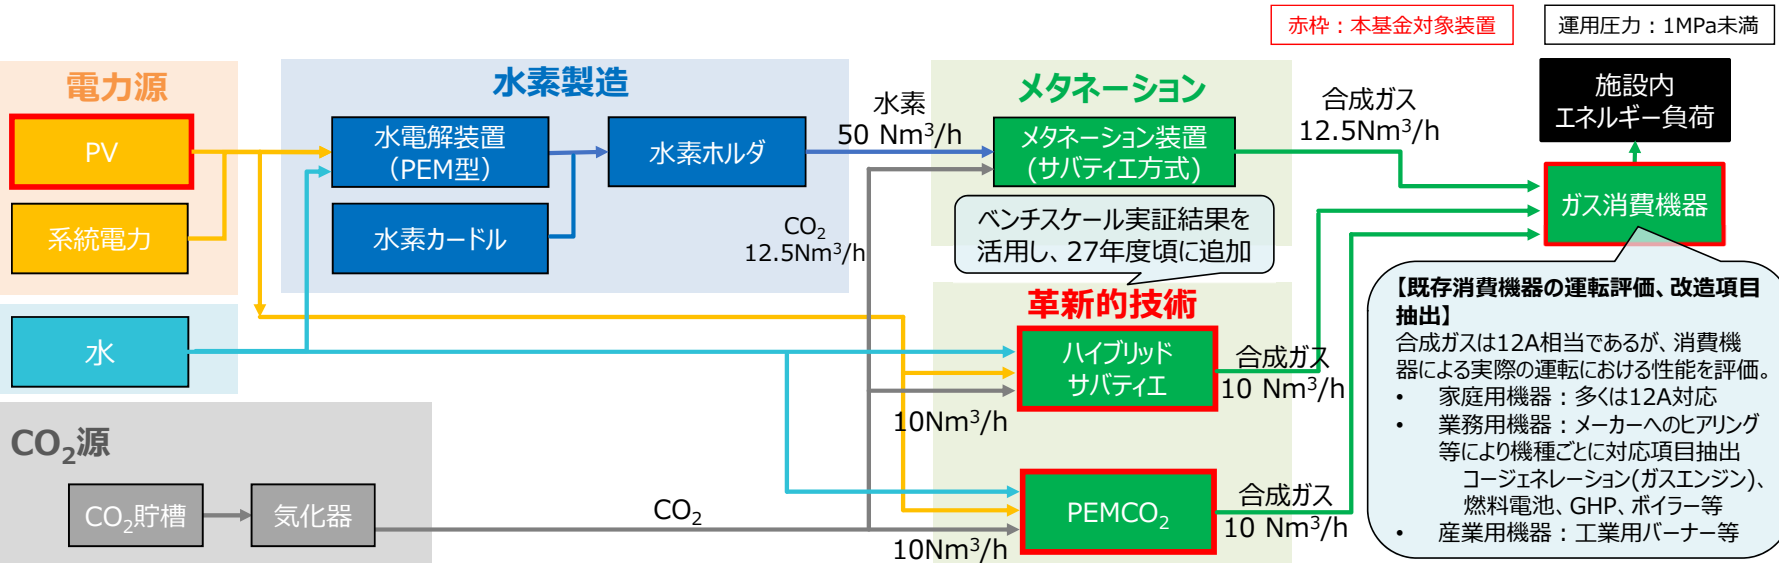 赤枠：本基金対象装置
運用圧力：1MPa未満
電力源
PV
系統電力
水
CO₂源
CO₂貯槽
気化器
水素製造
水電解装置
（PEM型）
水素ホルダ
水素カードル
水素
50 Nm³/h
CO₂
12.5Nm³/h
CO₂
メタネーション
メタネーション装置
(サバティエ方式)
合成ガス
12.5Nm³/h
ベンチスケール実証結果を
活用し、27年度頃に追加
革新的技術
ハイブリッド
サバティエ
10Nm³/h
合成ガス
10 Nm³/h
PEMCO₂
10Nm³/h
合成ガス
10 Nm³/h
施設内
エネルギー負荷
ガス消費機器
【既存消費機器の運転評価、改造項目
抽出】
合成ガスは12A相当であるが、消費機
器による実際の運転における性能を評価。
• 家庭用機器：多くは12A対応
• 業務用機器：メーカーへのヒアリング
等により機種ごとに対応項目抽出
コージェネレーション(ガスエンジン)、
燃料電池、GHP、ボイラー等
• 産業用機器：工業用バーナー等